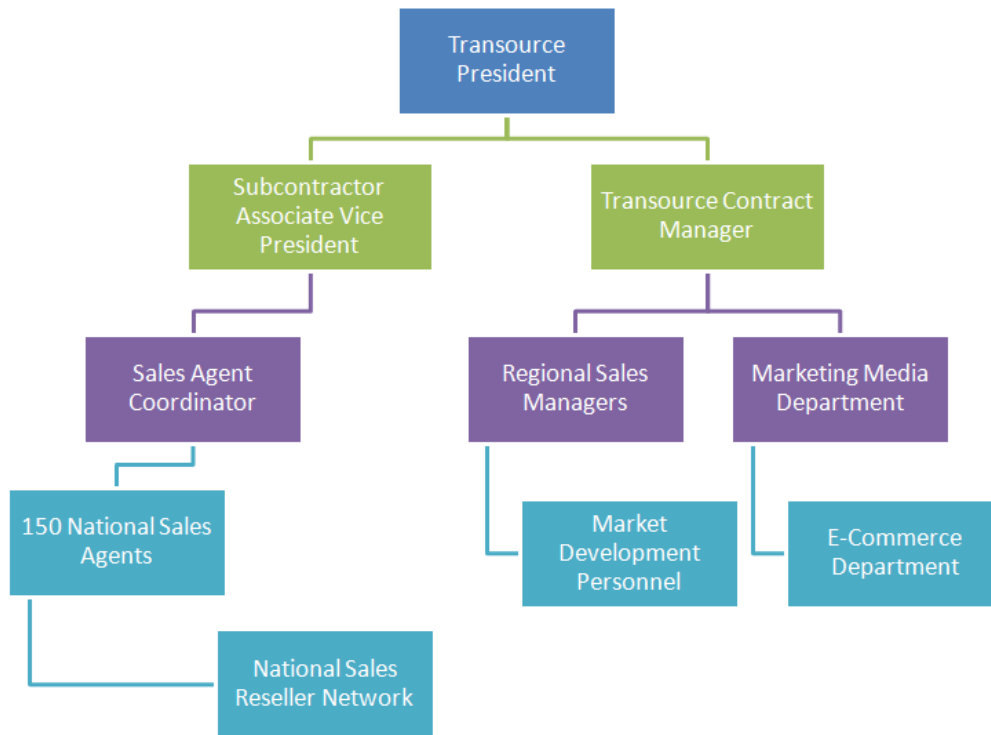 Transource
President
Subcontractor
Associate Vice
President
Transource Contract
Manager
Sales Agent
Coordinator
Regional Sales
Managers
Marketing Media
Department
150 National Sales
Agents
Market
Development
Personnel
E-Commerce
Department
National Sales
Reseller Network